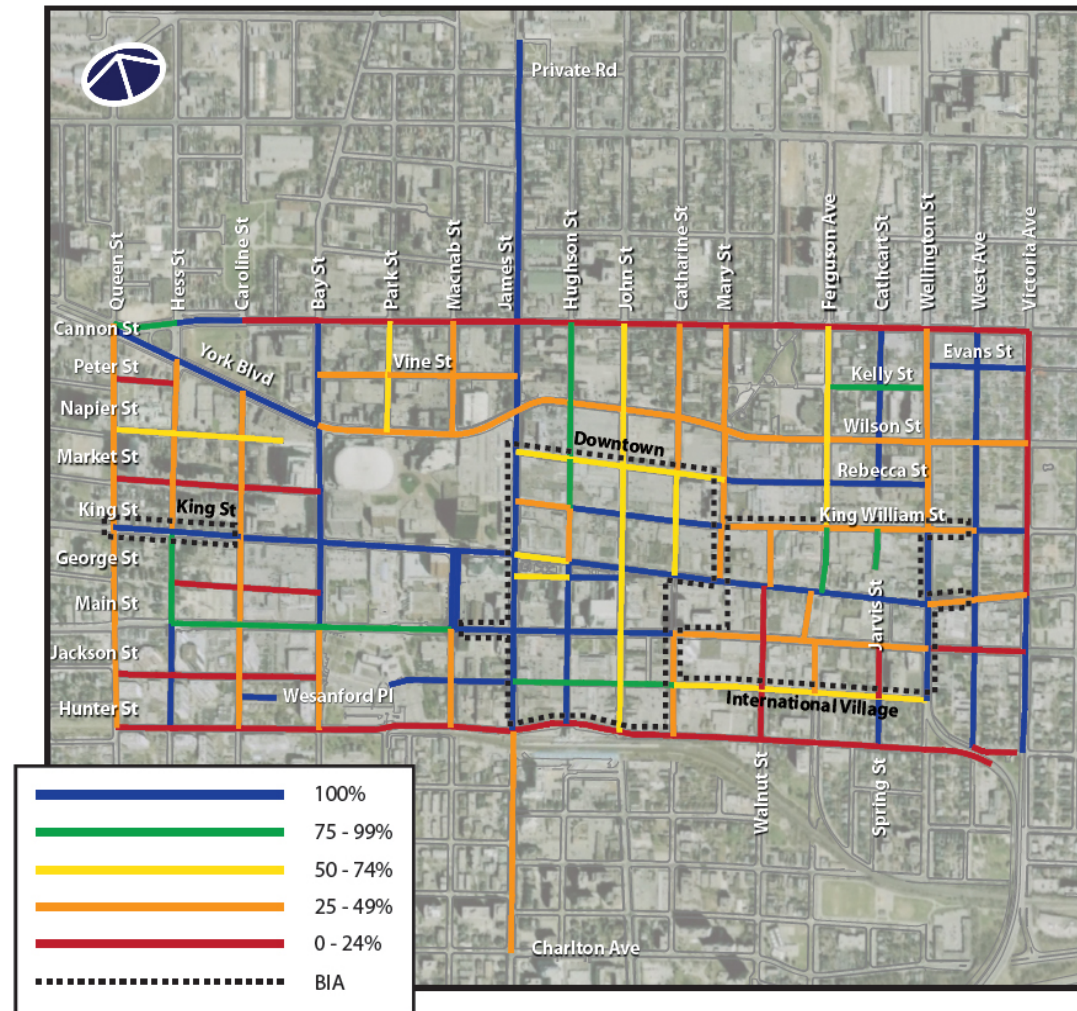 Private Rd
Queen St
Hess St
Caroline St
Bay St
Park St
Macnab St
James St
Hughson St
John St
Catharine St
Mary St
Ferguson Ave
Cathcart St
Wellington St
West Ave
Victoria Ave
Cannon St
York Blvd
Vine St
Evans St
Peter St
Kelly St
Napier St
Wilson St
Downtown
Market St
Rebecca St
King St
King St
King William St
George St
Main St
Jarvis St
Jackson St
Wesanford Pl
Hunter St
International Village
Walnut St
Spring St
Charlton Ave
100%
75 - 99%
50 - 74%
25 - 49%
0 - 24%
BIA